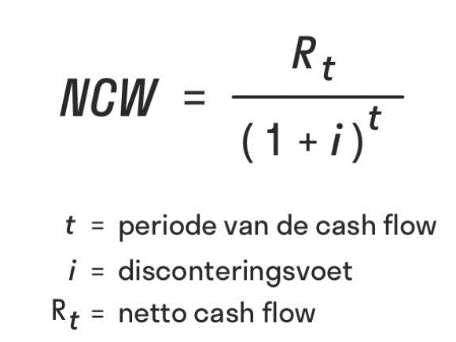 NCW = R_t / (1 + i)^t
t = periode van de cash flow
i = disconteringsvoet
R_t = netto cash flow